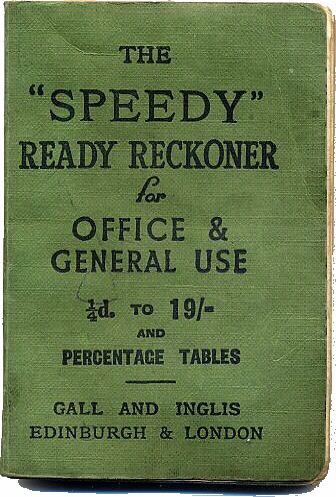 THE
“SPEEDY”
READY RECKONER
for
OFFICE &
GENERAL USE
¼d. TO 19/-
AND
PERCENTAGE TABLES
GALL AND INGLIS
EDINBURGH & LONDON